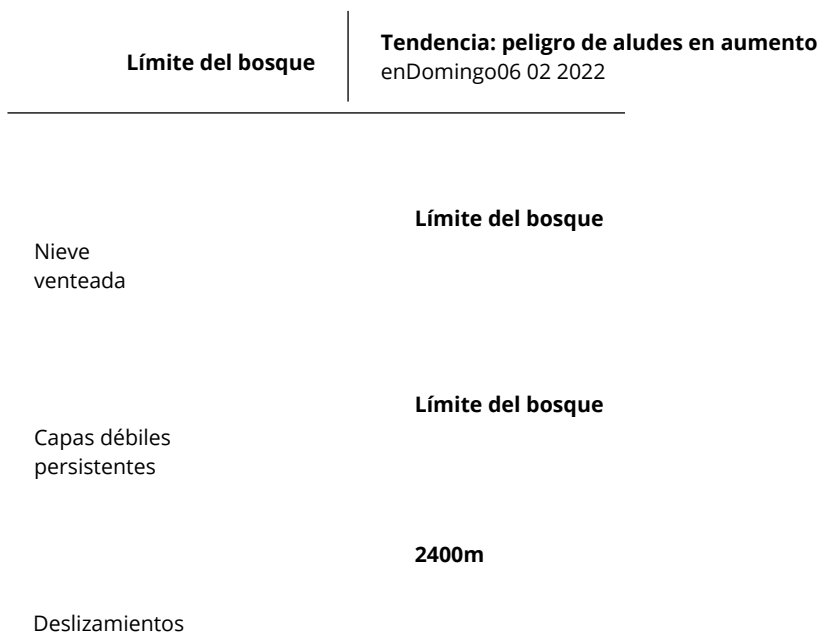 Límite del bosque
Tendencia: peligro de aludes en aumento
enDomingo06 02 2022
Límite del bosque
Nieve
venteada
Límite del bosque
Capas débiles
persistentes
2400m
Deslizamientos